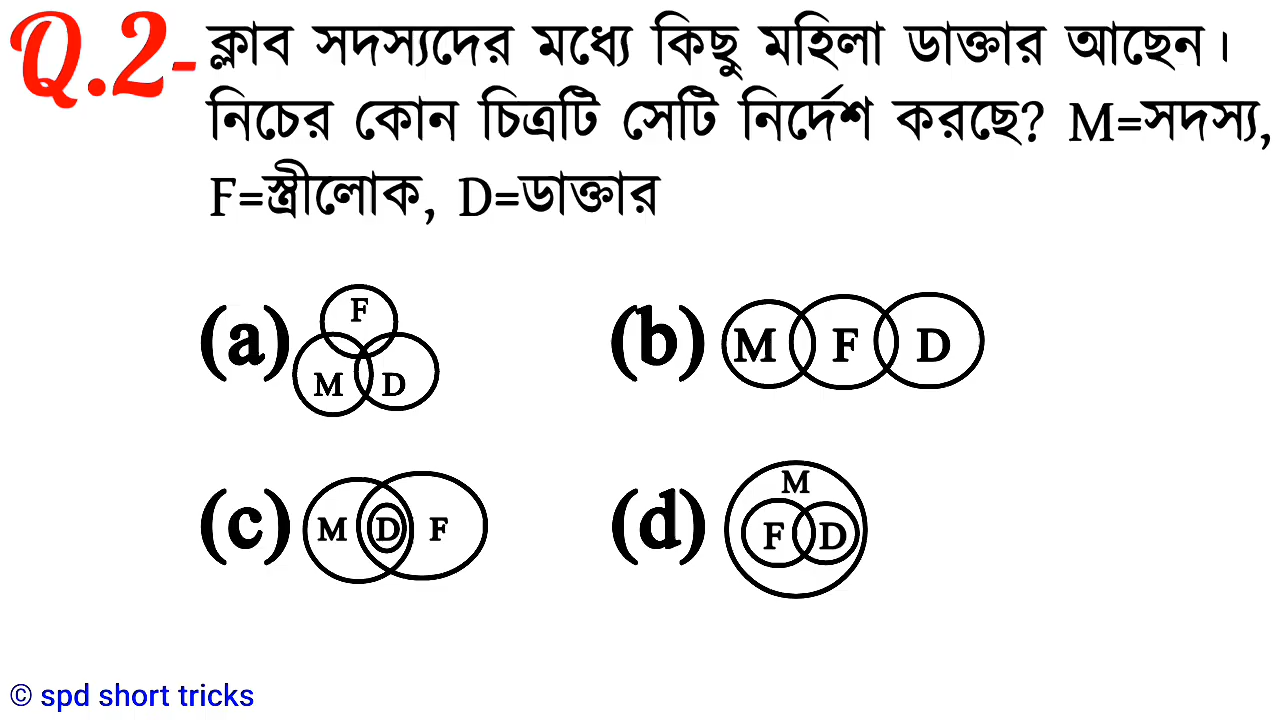 Q.2- ক্লাব সদস্যদের মধ্যে কিছু মহিলা ডাক্তার আছেন।
নিচের কোন চিত্রটি সেটি নির্দেশ করছে? M=সদস্য,
F=স্ত্রীলোক, D=ডাক্তার
(a) F M D
(b) M F D
(c) M D F
(d) M F D
© spd short tricks